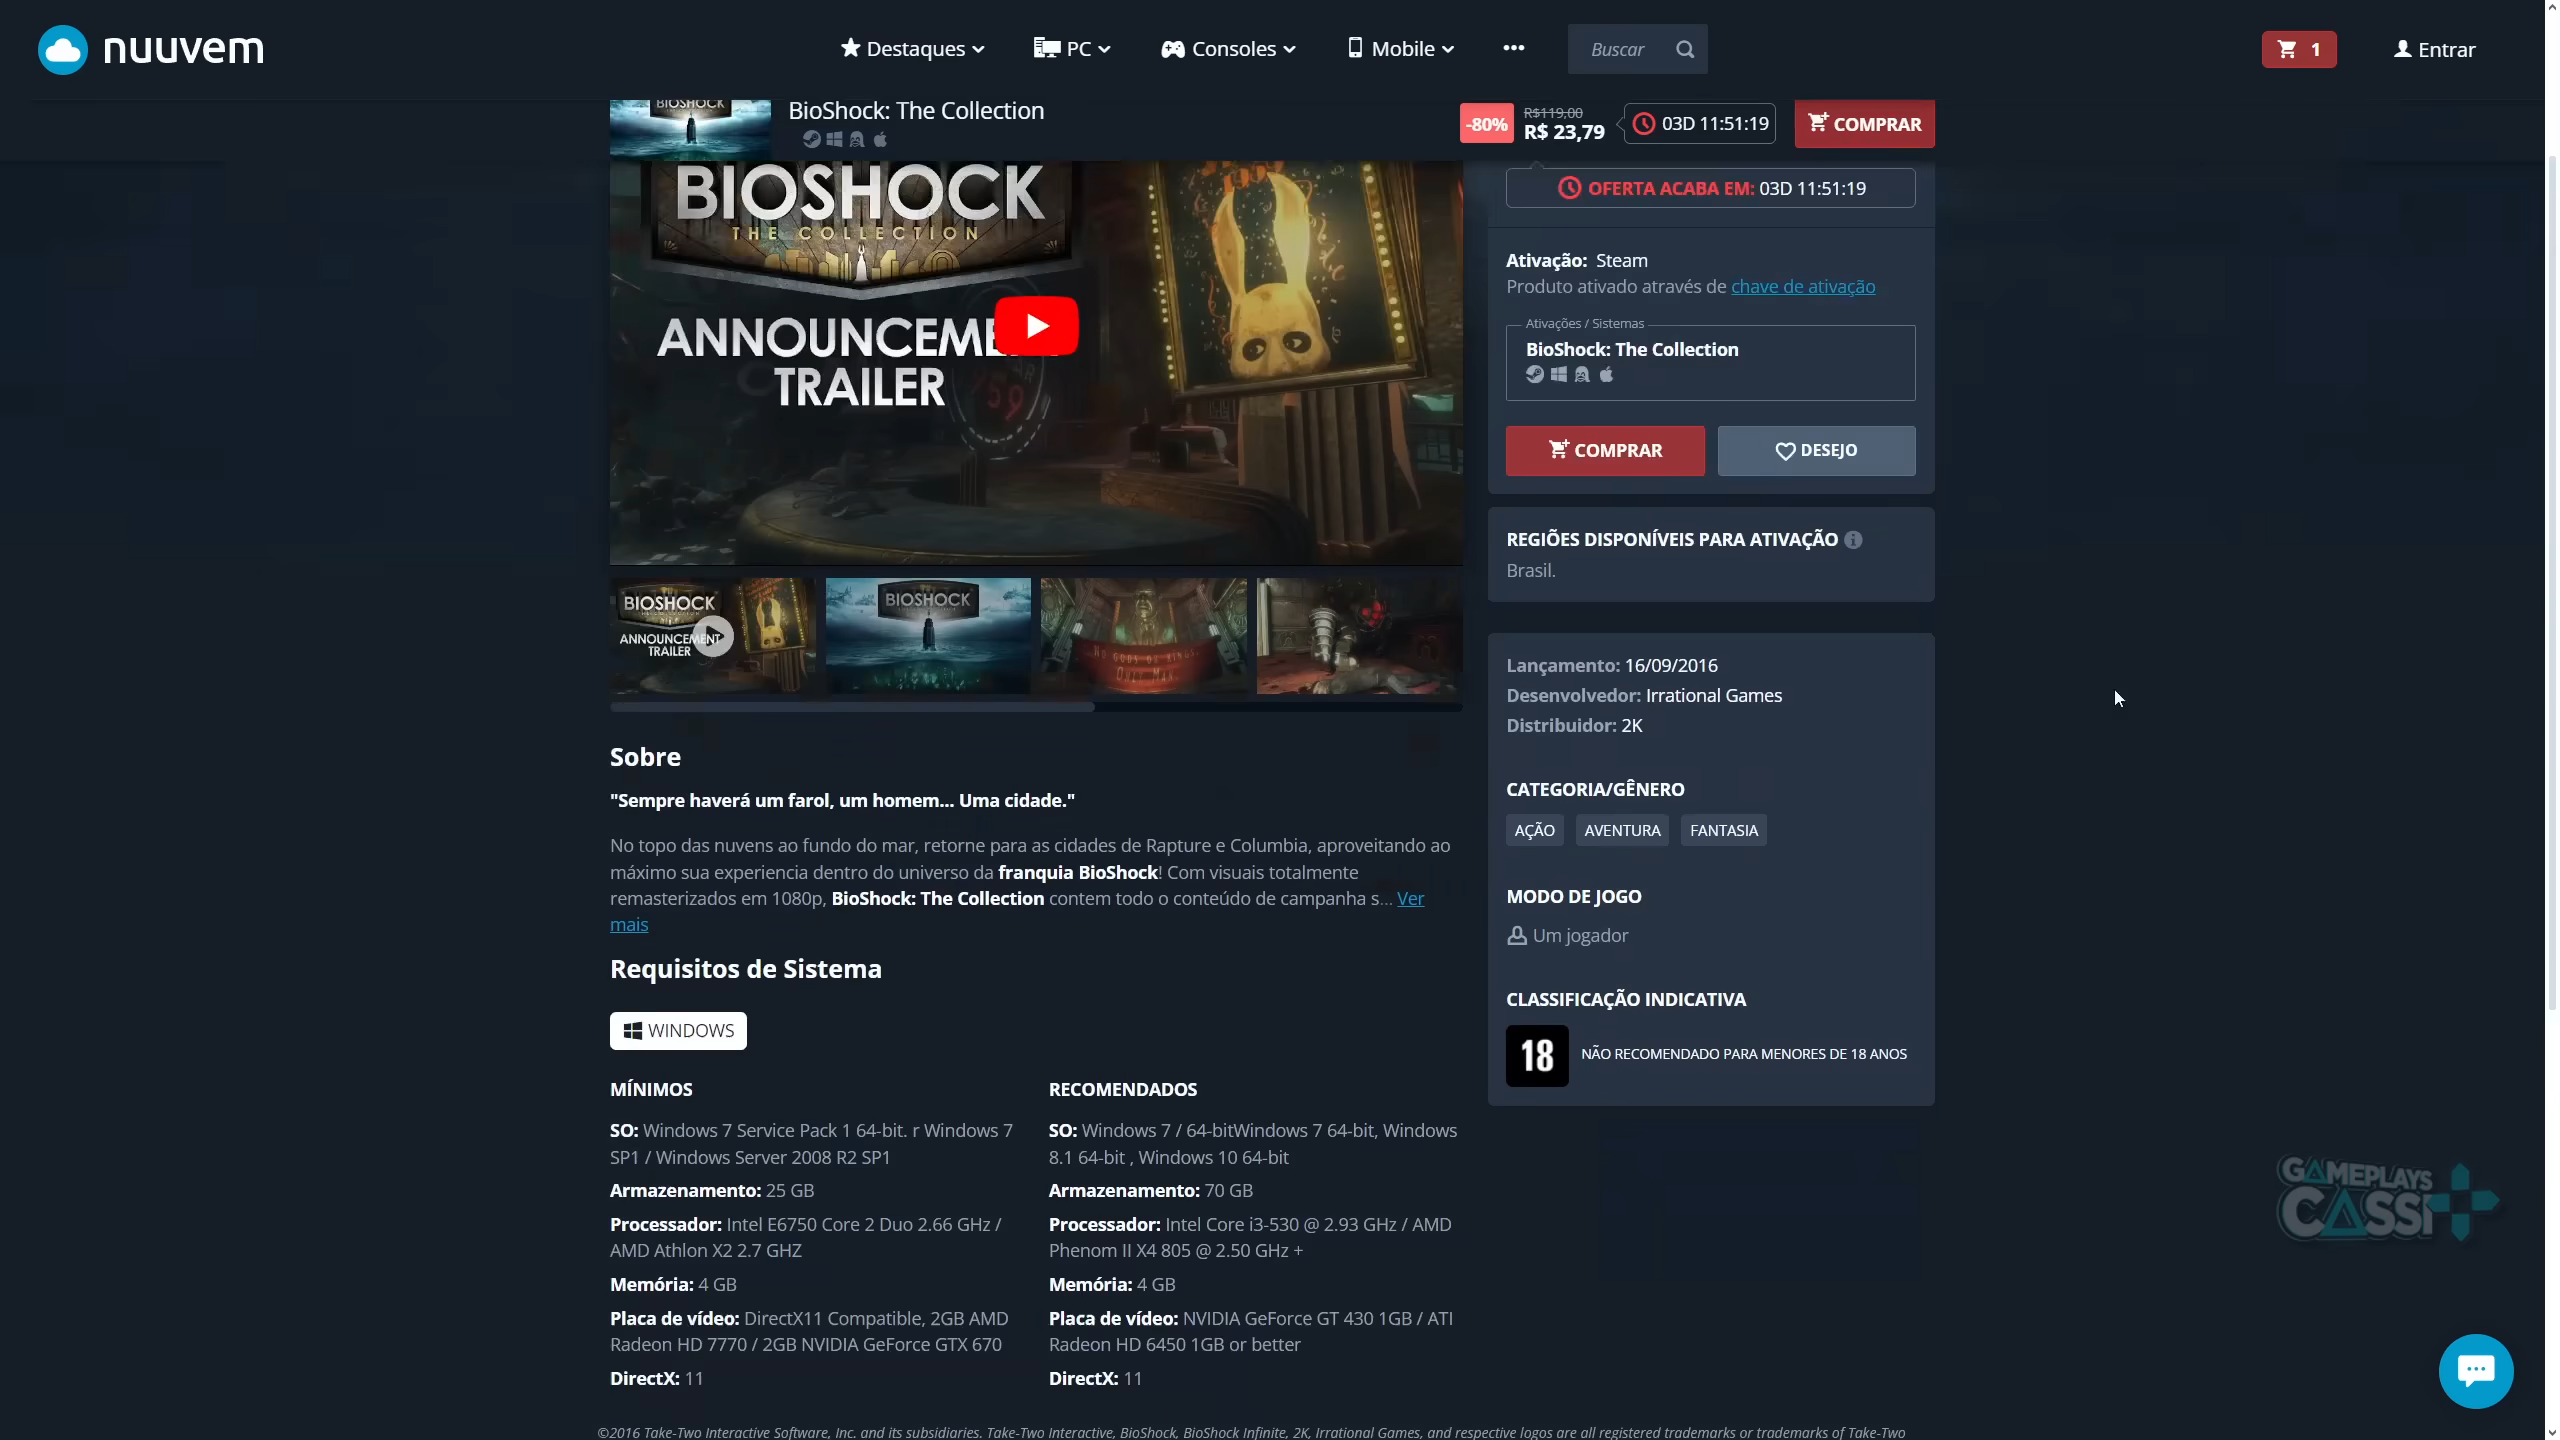 nuuvem
Destaques
PC
Consoles
Mobile
Buscar
1
Entrar
BIOSHOCK
BioShock: The Collection
-80%
R$119,00
R$ 23,79
03D 11:51:19
COMPRAR
BIOSHOCK
THE COLLECTION
ANNOUNCEME
TRAILER
OFERTA ACABA EM: 03D 11:51:19
Ativação: Steam
Produto ativado através de chave de ativação
Ativações / Sistemas
BioShock: The Collection
COMPRAR
DESEJO
REGIÕES DISPONÍVEIS PARA ATIVAÇÃO
Brasil.
BIOSHOCK
ANNOUNCEMENT
TRAILER
BIOSHOCK
NO GODS OR KINGS.
ONLY MAN
Lançamento: 16/09/2016
Desenvolvedor: Irrational Games
Distribuidor: 2K
CATEGORIA/GÊNERO
AÇÃO
AVENTURA
FANTASIA
MODO DE JOGO
Um jogador
CLASSIFICAÇÃO INDICATIVA
18
NÃO RECOMENDADO PARA MENORES DE 18 ANOS
Sobre
"Sempre haverá um farol, um homem... Uma cidade."
No topo das nuvens ao fundo do mar, retorne para as cidades de Rapture e Columbia, aproveitando ao
máximo sua experiencia dentro do universo da franquia BioShock! Com visuais totalmente
remasterizados em 1080p, BioShock: The Collection contem todo o conteúdo de campanha s... Ver
mais
Requisitos de Sistema
WINDOWS
MÍNIMOS
SO: Windows 7 Service Pack 1 64-bit. r Windows 7
SP1 / Windows Server 2008 R2 SP1
Armazenamento: 25 GB
Processador: Intel E6750 Core 2 Duo 2.66 GHz /
AMD Athlon X2 2.7 GHZ
Memória: 4 GB
Placa de vídeo: DirectX11 Compatible, 2GB AMD
Radeon HD 7770 / 2GB NVIDIA GeForce GTX 670
DirectX: 11
RECOMENDADOS
SO: Windows 7 / 64-bitWindows 7 64-bit, Windows
8.1 64-bit , Windows 10 64-bit
Armazenamento: 70 GB
Processador: Intel Core i3-530 @ 2.93 GHz / AMD
Phenom II X4 805 @ 2.50 GHz +
Memória: 4 GB
Placa de vídeo: NVIDIA GeForce GT 430 1GB / ATI
Radeon HD 6450 1GB or better
DirectX: 11
GAMEPLAYS
CASSI
©2016 Take-Two Interactive Software, Inc. and its subsidiaries. Take-Two Interactive, BioShock, BioShock Infinite, 2K, Irrational Games, and respective logos are all registered trademarks or trademarks of Take-Two